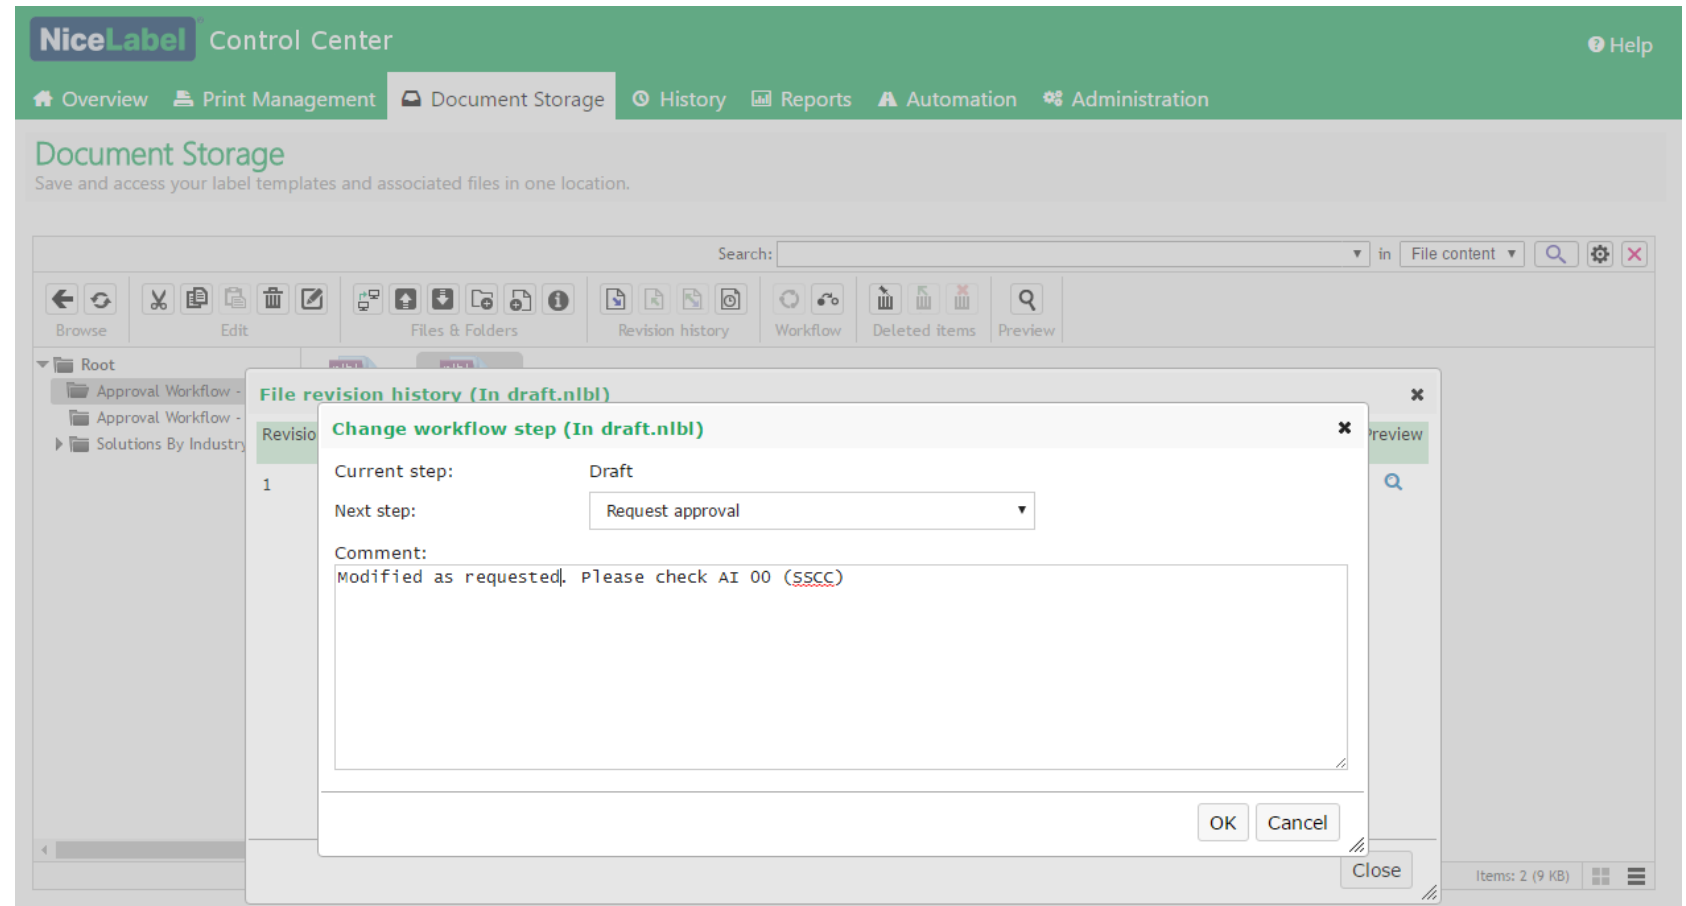 NiceLabel Control Center
Help
Overview Print Management Document Storage History Reports Automation Administration
Document Storage
Save and access your label templates and associated files in one location.
Search: in File content
Browse Edit Files & Folders Revision history Workflow Deleted items Preview
Root
Approval Workflow -
Approval Workflow -
Solutions By Industry
File revision history (In draft.nlbl)
Revisio
Preview
1
Change workflow step (In draft.nlbl)
Current step: Draft
Next step: Request approval
Comment:
Modified as requested. Please check AI 00 (SSCC)
OK Cancel
Close
Items: 2 (9 KB)